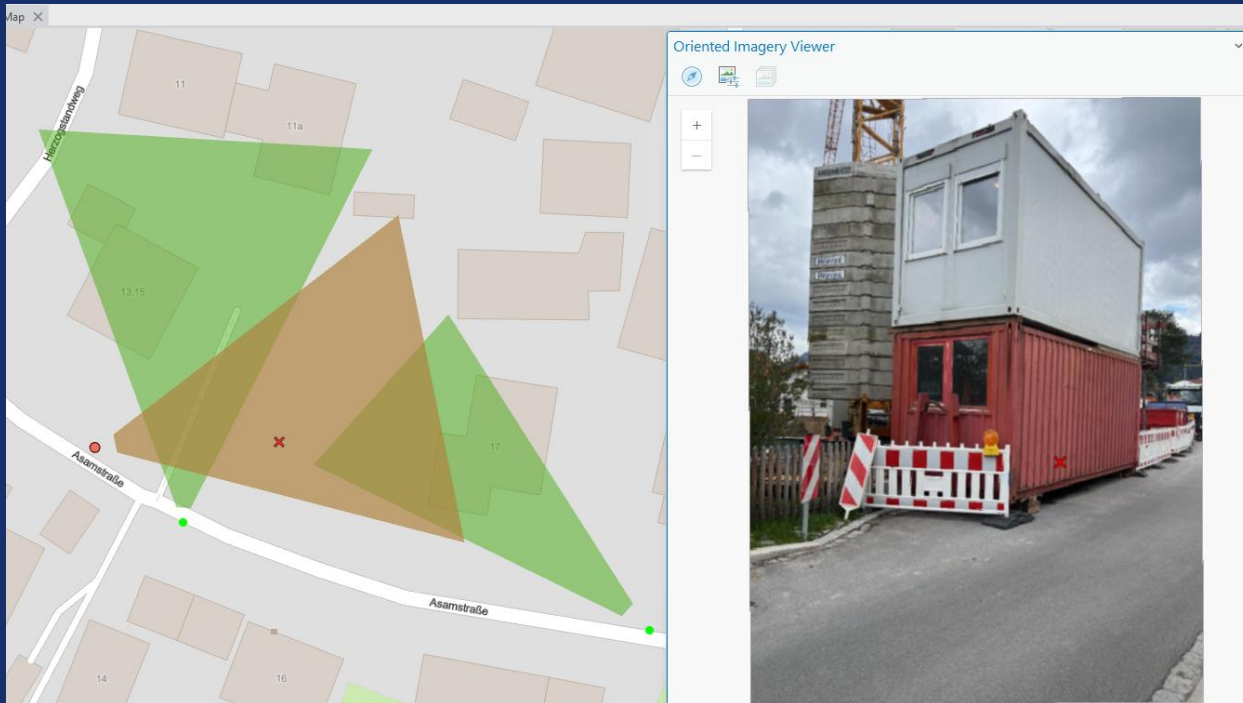 Map
11
Herzogstandweg
11a
13,15
17
Asamstraße
Asamstraße
14
16
Oriented Imagery Viewer
+
−